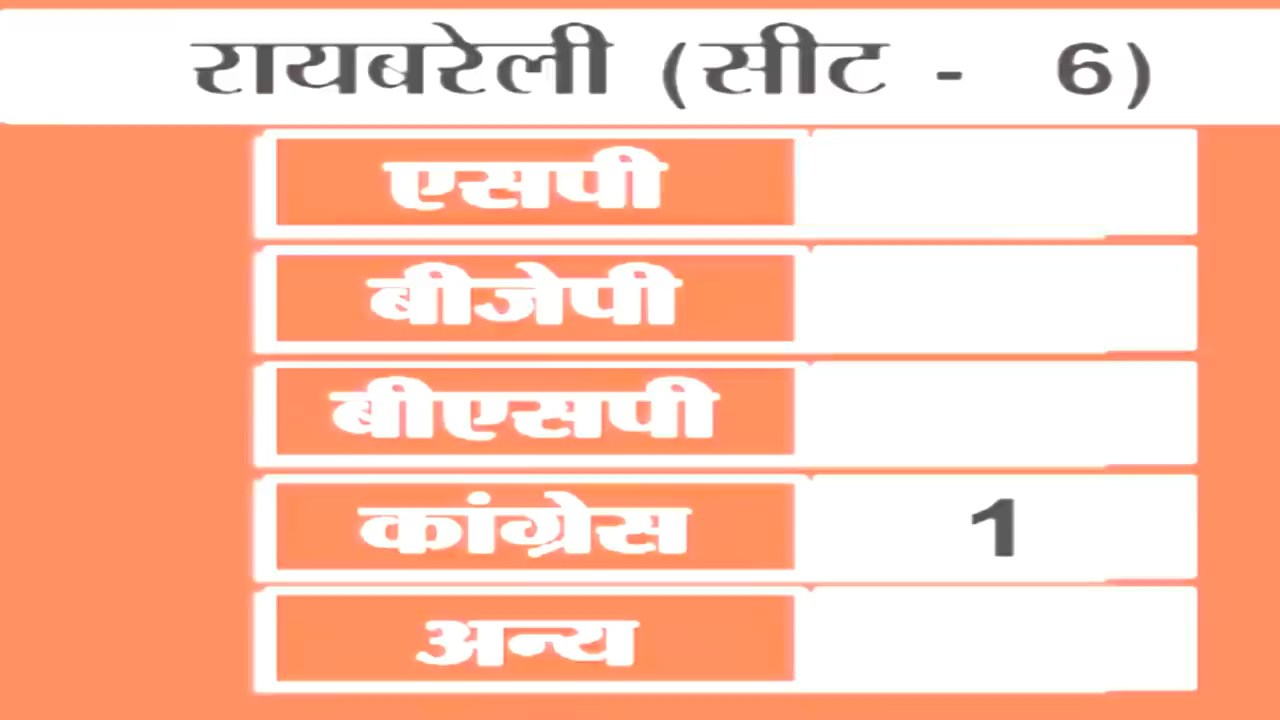 रायबरेली (सीट - 6)
एसपी
बीजेपी
बीएसपी
कांग्रेस 1
अन्य